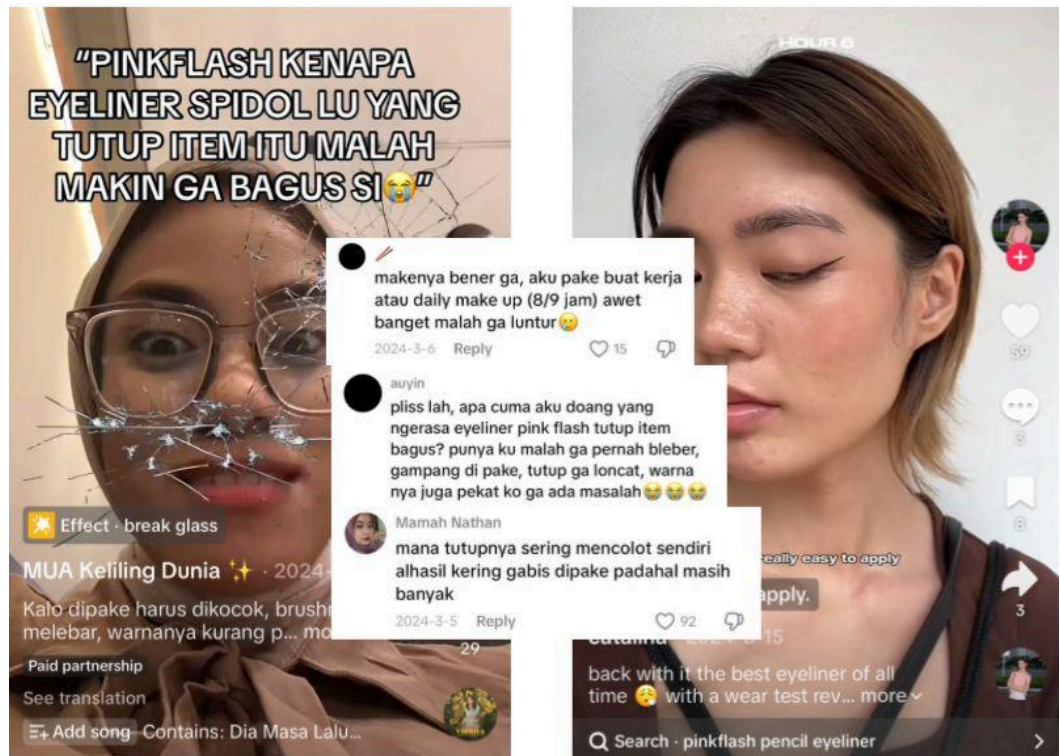 “PINKFLASH KENAPA
EYELINER SPIDOL LU YANG
TUTUP ITEM ITU MALAH
MAKIN GA BAGUS SI😭”
Effect · break glass
MUA Keliling Dunia ✨ · 2024-
Kalo dipake harus dikocok, brush
melebar, warnanya kurang p... mo
Paid partnership
29
See translation
Add song Contains: Dia Masa Lalu...
makenya bener ga, aku pake buat kerja
atau daily make up (8/9 jam) awet
banget malah ga luntur🥲
2024-3-6 Reply 15
auyin
pliss lah, apa cuma aku doang yang
ngerasa eyeliner pink flash tutup item
bagus? punya ku malah ga pernah bleber,
gampang di pake, tutup ga loncat, warna
nya juga pekat ko ga ada masalah😭😭😭
Mamah Nathan
mana tutupnya sering mencolot sendiri
alhasil kering gabis dipake padahal masih
banyak
2024-3-5 Reply 92
HOUR 6
59
3
8
3
really easy to apply
apply.
back with it the best eyeliner of all
time 😮‍💨 with a wear test rev... more
Search · pinkflash pencil eyeliner